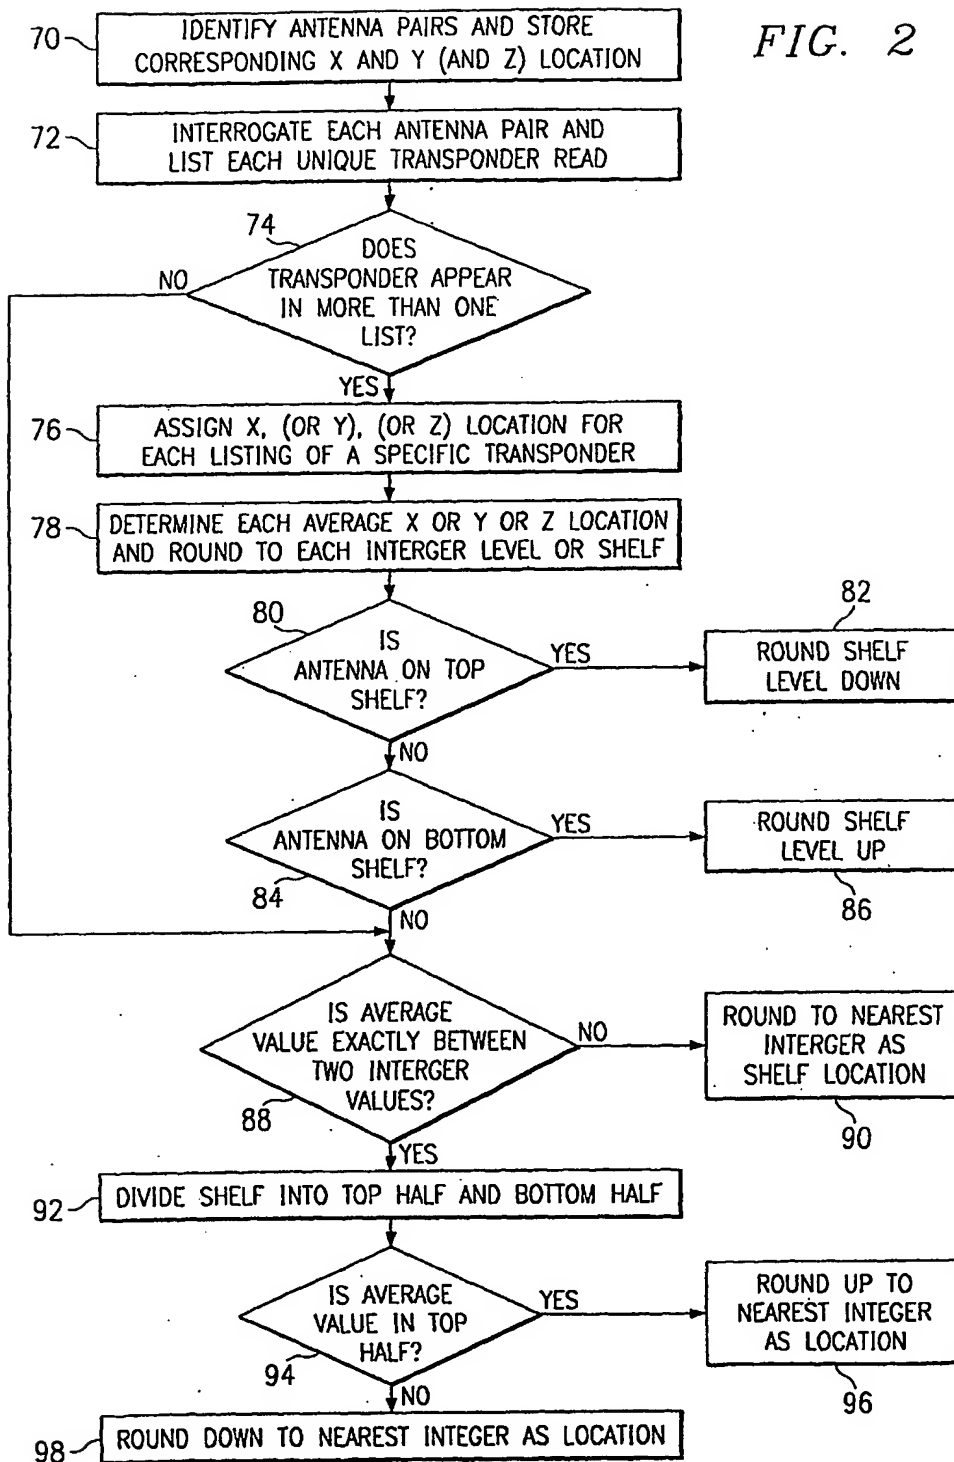 FIG. 2
70
IDENTIFY ANTENNA PAIRS AND STORE
CORRESPONDING X AND Y (AND Z) LOCATION
72
INTERROGATE EACH ANTENNA PAIR AND
LIST EACH UNIQUE TRANSPONDER READ
74
DOES
TRANSPONDER APPEAR
IN MORE THAN ONE
LIST?
NO
YES
76
ASSIGN X, (OR Y), (OR Z) LOCATION FOR
EACH LISTING OF A SPECIFIC TRANSPONDER
78
DETERMINE EACH AVERAGE X OR Y OR Z LOCATION
AND ROUND TO EACH INTERGER LEVEL OR SHELF
80
IS
ANTENNA ON TOP
SHELF?
YES
82
ROUND SHELF
LEVEL DOWN
NO
IS
ANTENNA ON BOTTOM
SHELF?
84
YES
ROUND SHELF
LEVEL UP
86
NO
IS AVERAGE
VALUE EXACTLY BETWEEN
TWO INTERGER
VALUES?
88
NO
ROUND TO NEAREST
INTERGER AS
SHELF LOCATION
90
YES
92
DIVIDE SHELF INTO TOP HALF AND BOTTOM HALF
IS AVERAGE
VALUE IN TOP
HALF?
94
YES
ROUND UP TO
NEAREST INTEGER
AS LOCATION
96
NO
98
ROUND DOWN TO NEAREST INTEGER AS LOCATION